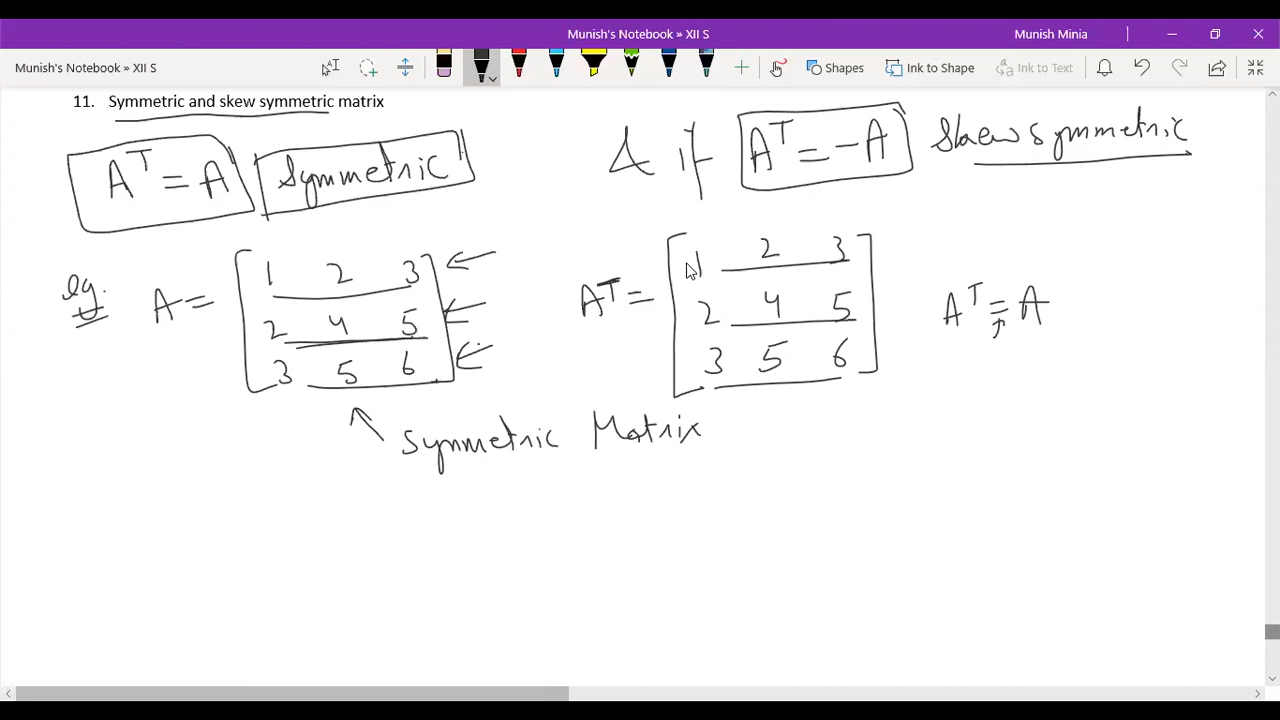 Munish's Notebook » XII S
Munish Minia
Munish's Notebook » XII S
Shapes
Ink to Shape
Ink to Text
11. Symmetric and skew symmetric matrix
A^T = A Symmetric & if A^T = -A Skew symmetric
eg. A = [ 1 2 3
2 4 5
3 5 6 ]
A^T = [ 1 2 3
2 4 5
3 5 6 ]
A^T = A
Symmetric Matrix